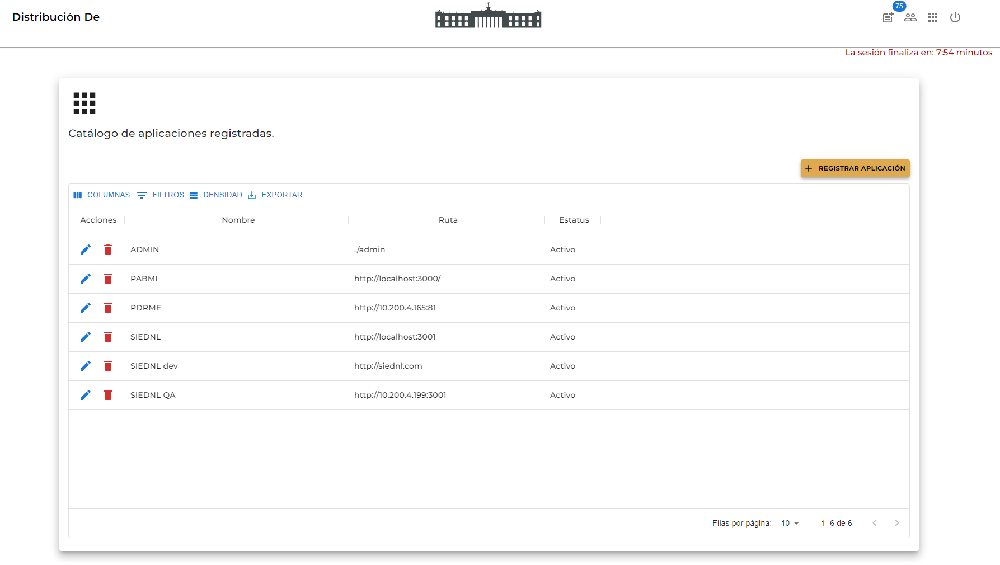 Distribución De
75
La sesión finaliza en: 7:54 minutos
Catálogo de aplicaciones registradas.
REGISTRAR APLICACIÓN
COLUMNAS FILTROS DENSIDAD EXPORTAR
Acciones Nombre Ruta Estatus
ADMIN ./admin Activo
PABMI http://localhost:3000/ Activo
PDRME http://10.200.4.165:81 Activo
SIEDNL http://localhost:3001 Activo
SIEDNL dev http://siednl.com Activo
SIEDNL QA http://10.200.4.199:3001 Activo
Filas por página: 10 1–6 de 6